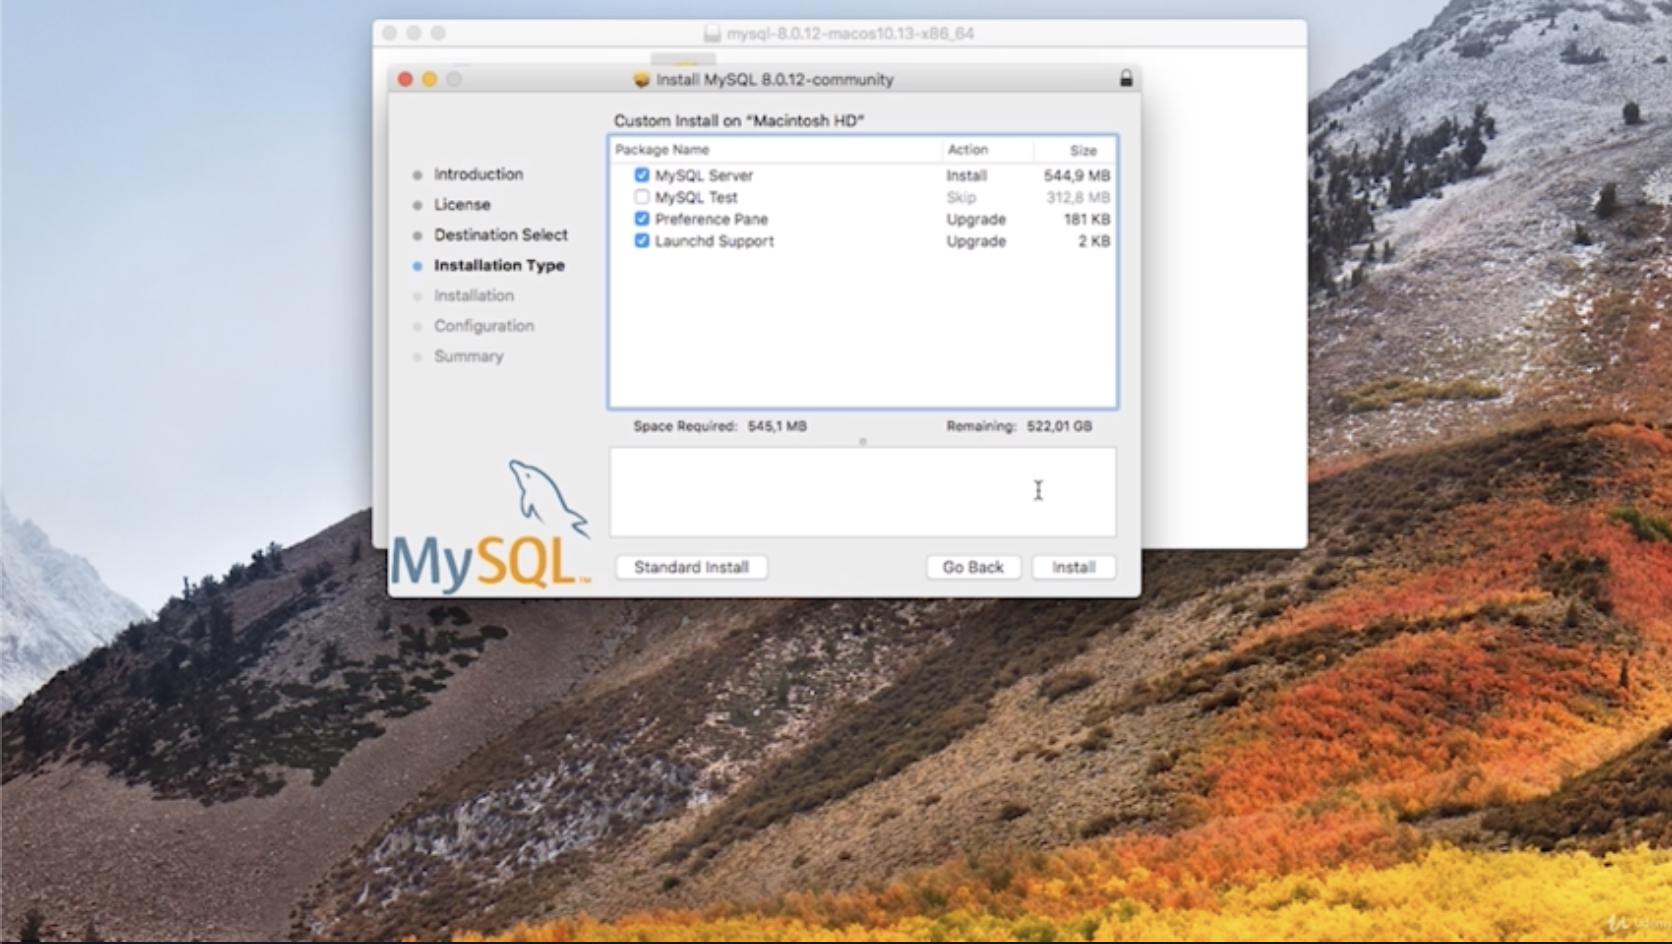 mysql-8.0.12-macos10.13-x86_64
Install MySQL 8.0.12-community
Custom Install on "Macintosh HD"
Package Name Action Size
MySQL Server Install 544,9 MB
MySQL Test Skip 312,8 MB
Preference Pane Upgrade 181 KB
Launchd Support Upgrade 2 KB
Introduction
License
Destination Select
Installation Type
Installation
Configuration
Summary
Space Required: 545,1 MB Remaining: 522,01 GB
MySQL™
Standard Install Go Back Install